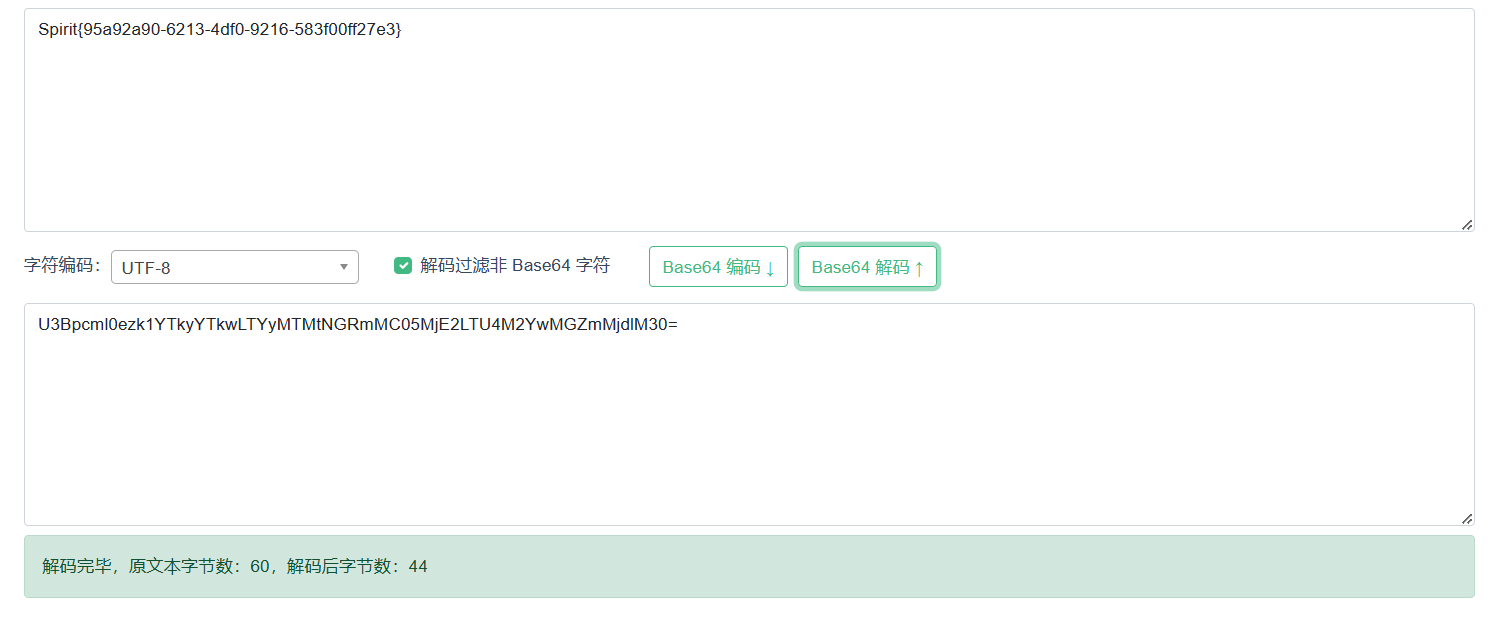 Spirit{95a92a90-6213-4df0-9216-583f00ff27e3}
字符编码： UTF-8 解码过滤非 Base64 字符 Base64 编码↓ Base64 解码↑
U3Bpcml0ezk1YTkyYTkwLTYyMTMtNGRmMC05MjE2LTU4M2YwMGZmMjdlM30=
解码完毕，原文本字节数：60，解码后字节数：44